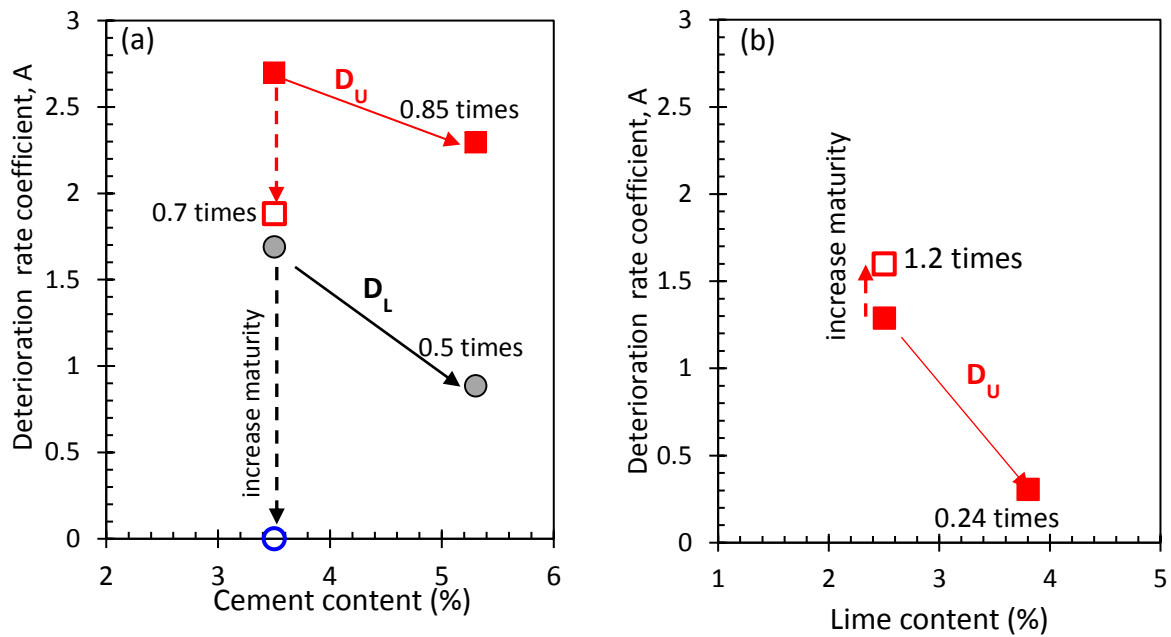 (a)
Deterioration rate coefficient, A
3
2.5
2
1.5
1
0.5
0
D_U
0.85 times
0.7 times
D_L
0.5 times
increase maturity
2 3 4 5 6
Cement content (%)
(b)
Deterioration rate coefficient, A
3
2.5
2
1.5
1
0.5
0
increase maturity
1.2 times
D_U
0.24 times
1 2 3 4 5
Lime content (%)